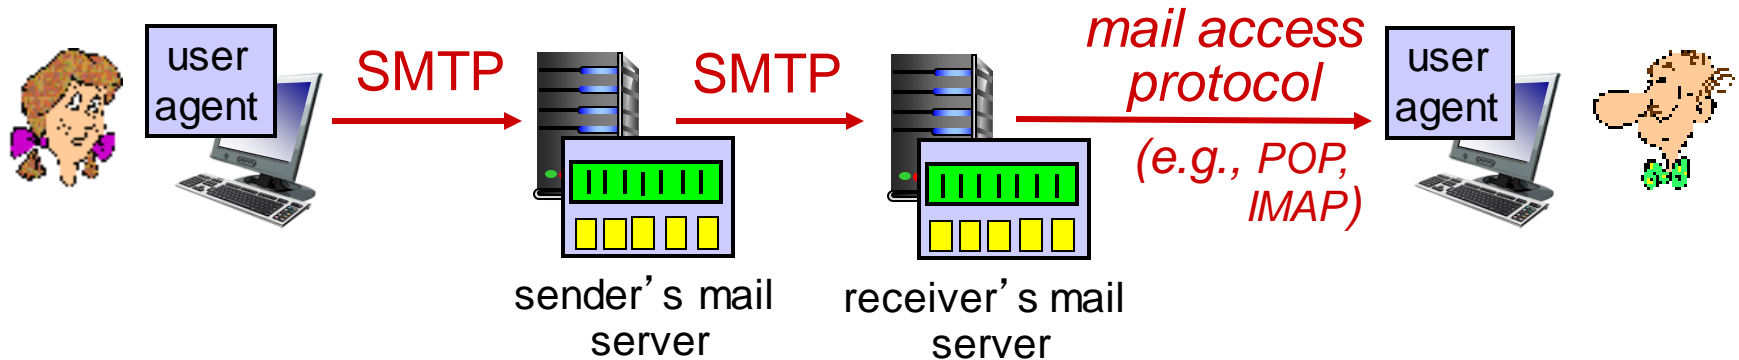 user
agent
SMTP
SMTP
mail access
protocol
(e.g., POP,
IMAP)
user
agent
sender’s mail
server
receiver’s mail
server